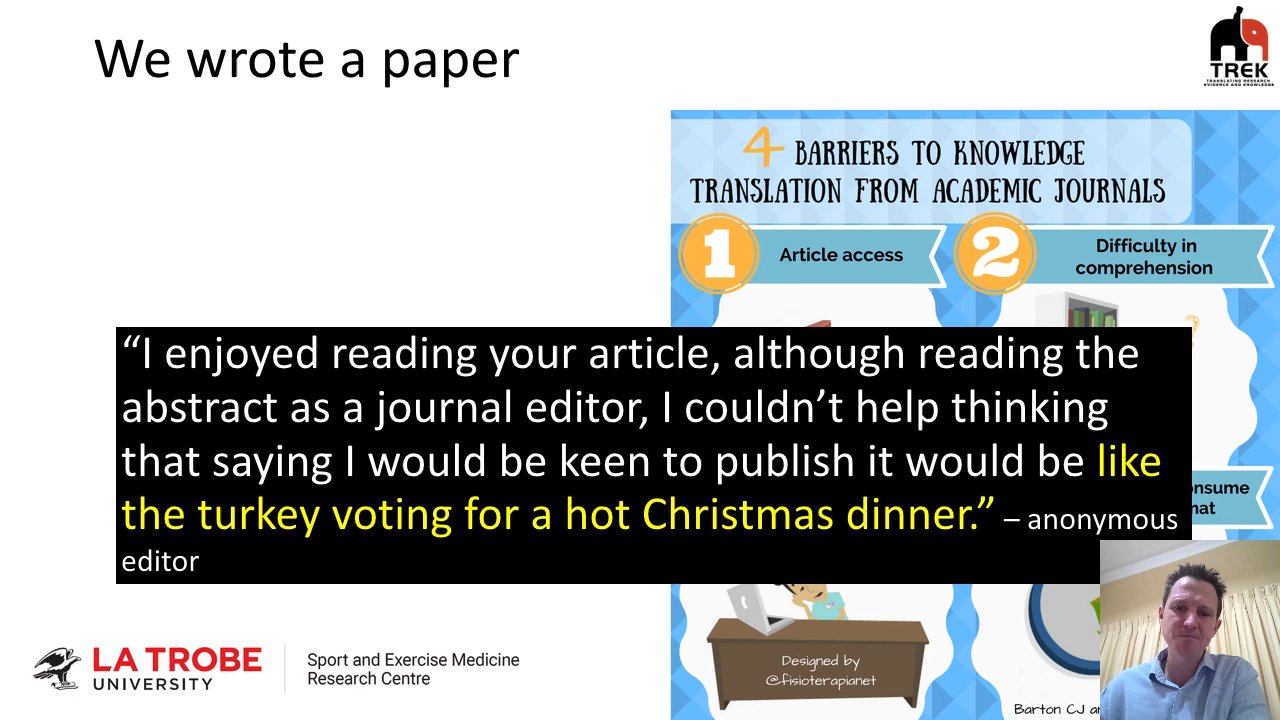 We wrote a paper
TREK
TRANSLATING RESEARCH
EVIDENCE AND KNOWLEDGE
4 BARRIERS TO KNOWLEDGE
TRANSLATION FROM ACADEMIC JOURNALS
1
Article access
2
Difficulty in
comprehension
“I enjoyed reading your article, although reading the
abstract as a journal editor, I couldn’t help thinking
that saying I would be keen to publish it would be like
the turkey voting for a hot Christmas dinner.” – anonymous
editor
Designed by
@fisioterapianet
Barton CJ
LA TROBE
UNIVERSITY
Sport and Exercise Medicine
Research Centre